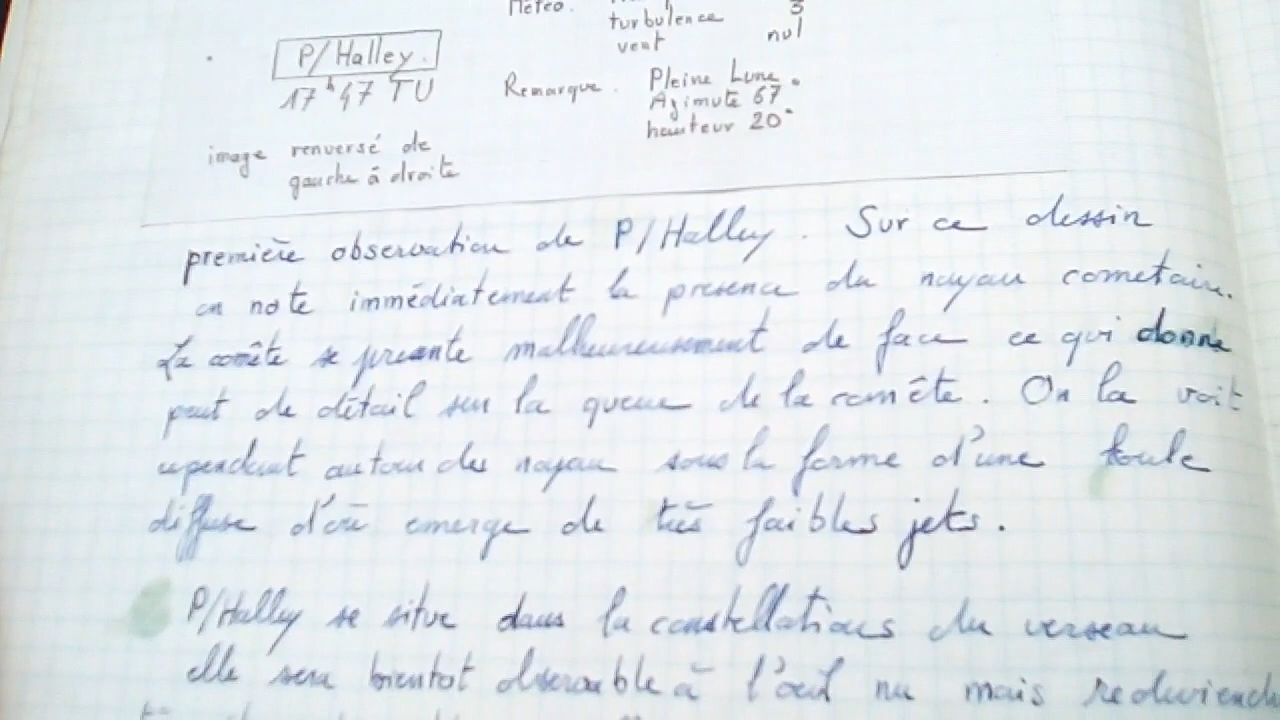 Météo.
turbulence 3
vent nul
P/Halley.
17h47 TU
Remarque. Pleine Lune.
Azimute 67°
hauteur 20°
image renversé de
gauche à droite
première observation de P/Halley. Sur ce dessin
on note immédiatement la presence du noyau cometaire.
La comête se presente malheureusement de face ce qui donne
peut de détail sur la queue de la comête. On la voit
cependant autour du noyau sous la forme d'une boule
diffuse d'où emerge de très faibles jets.
P/Halley se situe dans la constellations du verseau
elle sera bientot observable à l'oeil nu mais redeviend